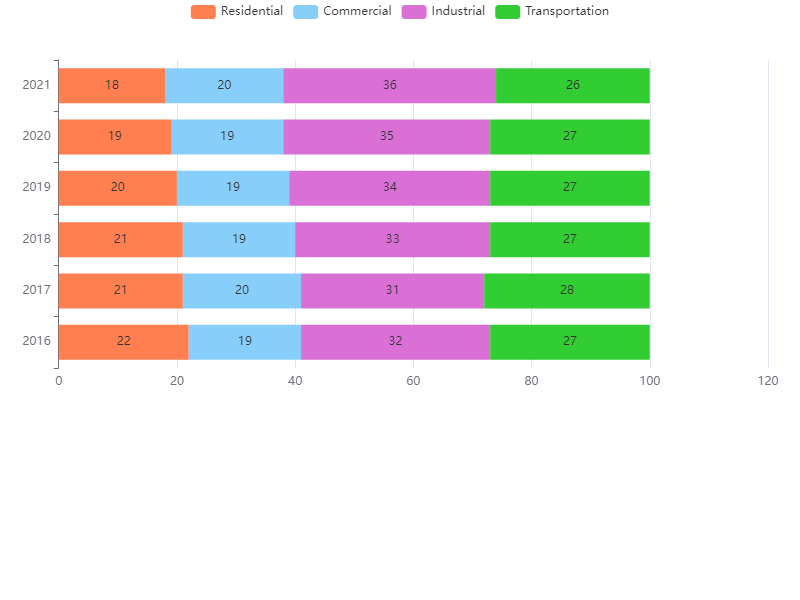 Residential Commercial Industrial Transportation
2021 18 20 36 26
2020 19 19 35 27
2019 20 19 34 27
2018 21 19 33 27
2017 21 20 31 28
2016 22 19 32 27
0 20 40 60 80 100 120